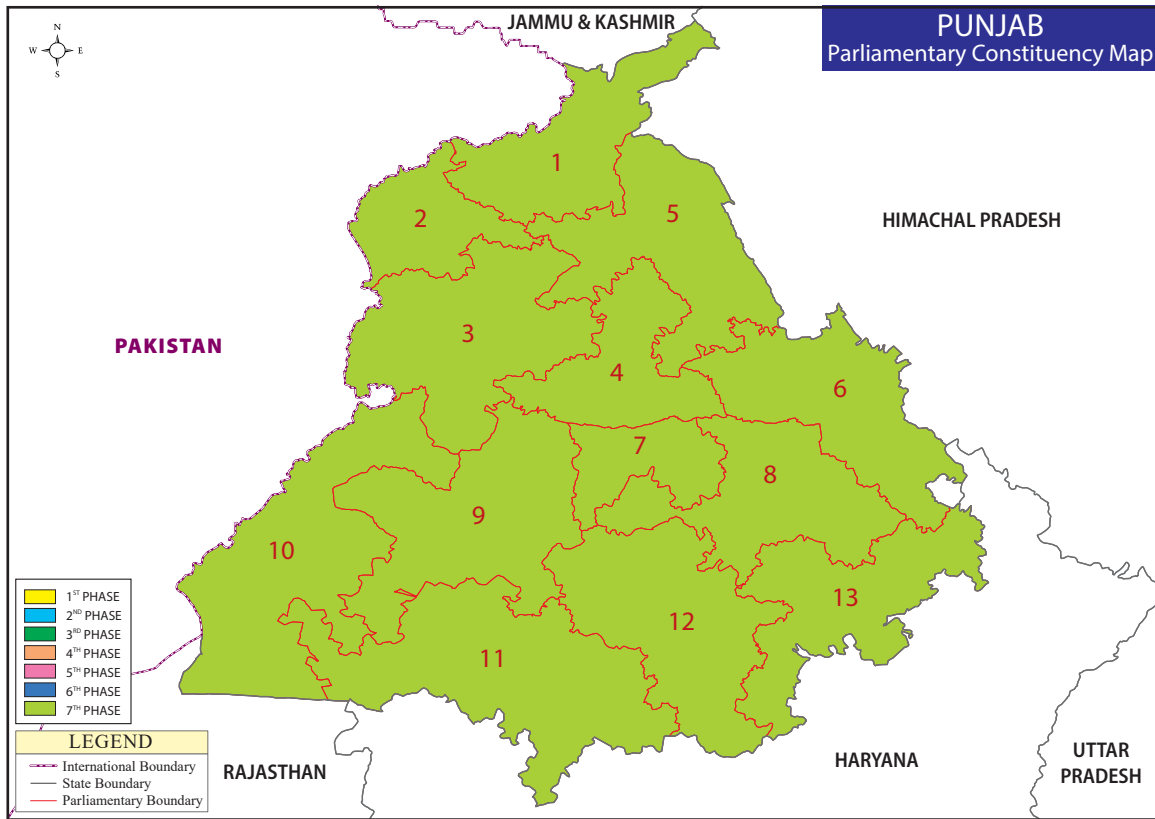 JAMMU & KASHMIR
PUNJAB
Parliamentary Constituency Map
N
W E
S
1
2
5
HIMACHAL PRADESH
PAKISTAN
3
4
6
7
8
9
10
13
12
11
1ST PHASE
2ND PHASE
3RD PHASE
4TH PHASE
5TH PHASE
6TH PHASE
7TH PHASE
LEGEND
International Boundary
State Boundary
Parliamentary Boundary
RAJASTHAN
HARYANA
UTTAR
PRADESH